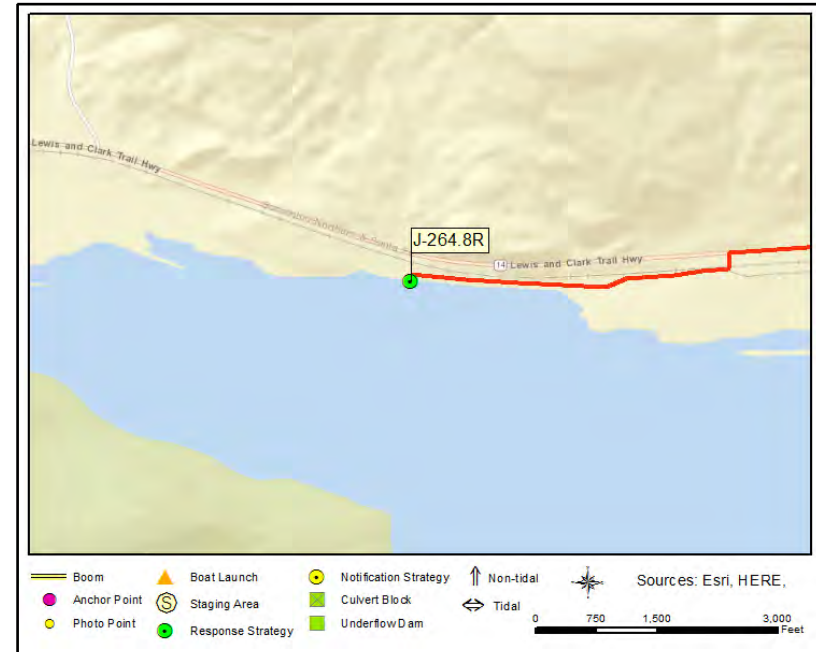 Lewis and Clark Trail Hwy
Northern & Santa
J-264.8R
14 Lewis and Clark Trail Hwy
Boom
Boat Launch
Notification Strategy
Non-tidal
Sources: Esri, HERE,
Anchor Point
S Staging Area
Culvert Block
Tidal
Photo Point
Response Strategy
Underflow Dam
0 750 1,500 3,000
Feet